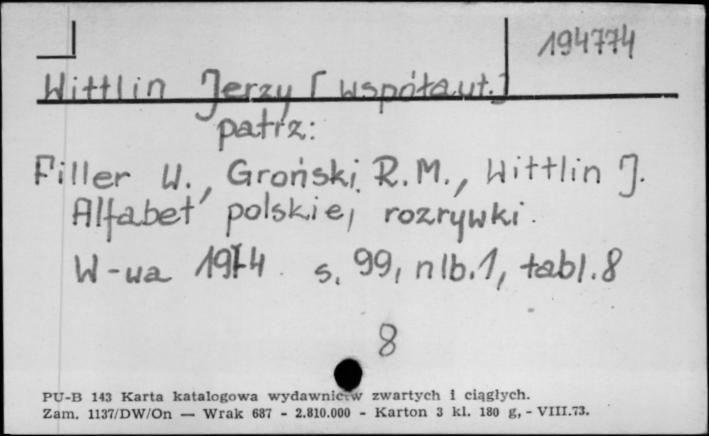 194774
Wittlin Jerzy [współaut.]
patrz:
Filler W., Groński R.M., Wittlin J.
Alfabet polskiej rozrywki.
W-wa 1974. s. 99, nlb.1, tabl.8
8
PU-B 143 Karta katalogowa wydawnictw zwartych i ciągłych.
Zam. 1137/DW/On — Wrak 687 - 2.810.000 - Karton 3 kl. 180 g, - VIII.73.